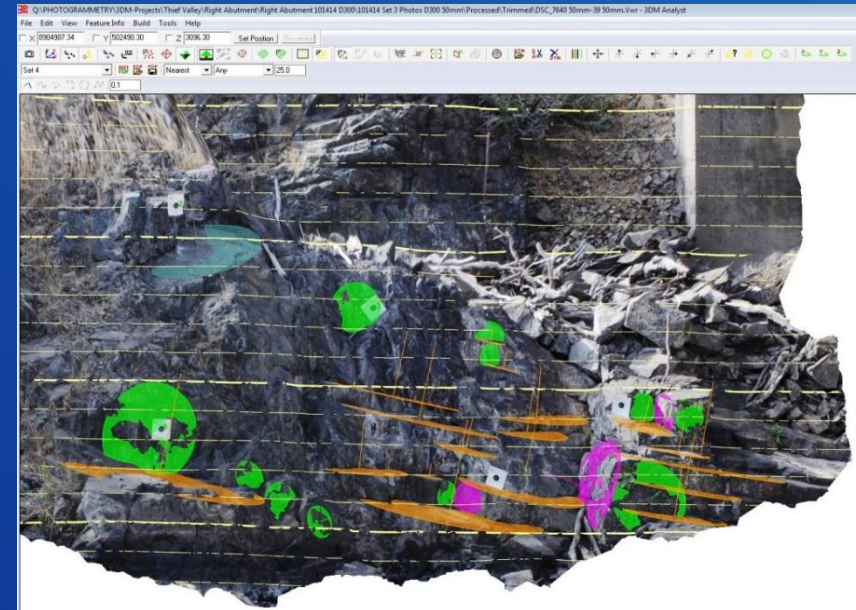 Q:\PHOTOGRAMMETRY\3DM-Projects\Thief Valley\Right Abutment\Right Abutment 101414 D300\101414 Set 3 Photos D300 50mm\Processed\Trimmed\DSC_7640 50mm-39 50mm.Vwr - 3DM Analyst
File Edit View Feature Info Build Tools Help
X 8904987.34 Y 502490.30 Z 3096.30 Set Position
Set 4 Nearest Any 25.0
0.1